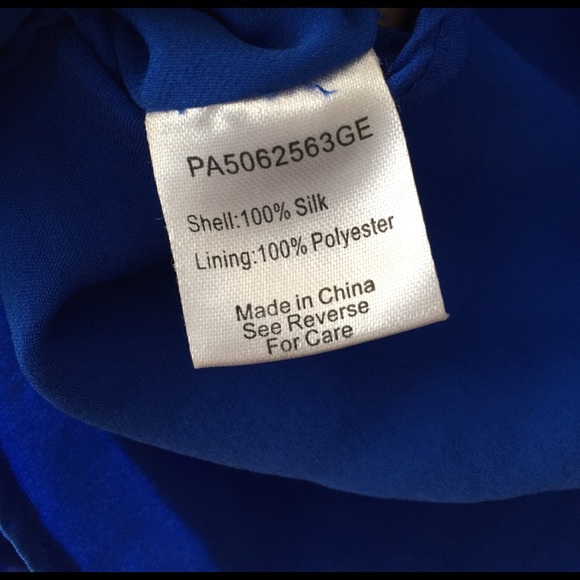 PA5062563GE
Shell:100% Silk
Lining:100% Polyester
Made in China
See Reverse
For Care